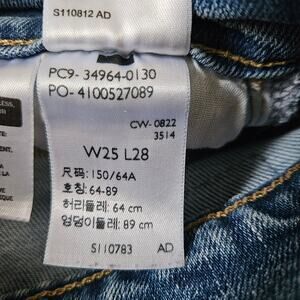 S110812 AD
PC9- 34964-0130
PO- 4100527089
CW-0822
3514
W25 L28
尺码: 150/64A
호칭: 64-89
허리둘레: 64 cm
엉덩이둘레: 89 cm
S110783 AD